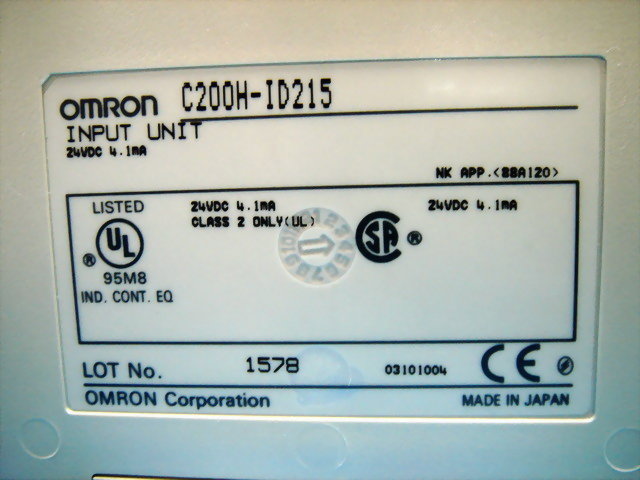 OMRON C200H-ID215
INPUT UNIT
24VDC 4.1mA
NK APP.<88A120>
LISTED
UL
®
95M8
IND. CONT. EQ
24VDC 4.1mA
CLASS 2 ONLY(UL)
SA ®
24VDC 4.1mA
LOT No. 1578 03101004 CE
OMRON Corporation MADE IN JAPAN